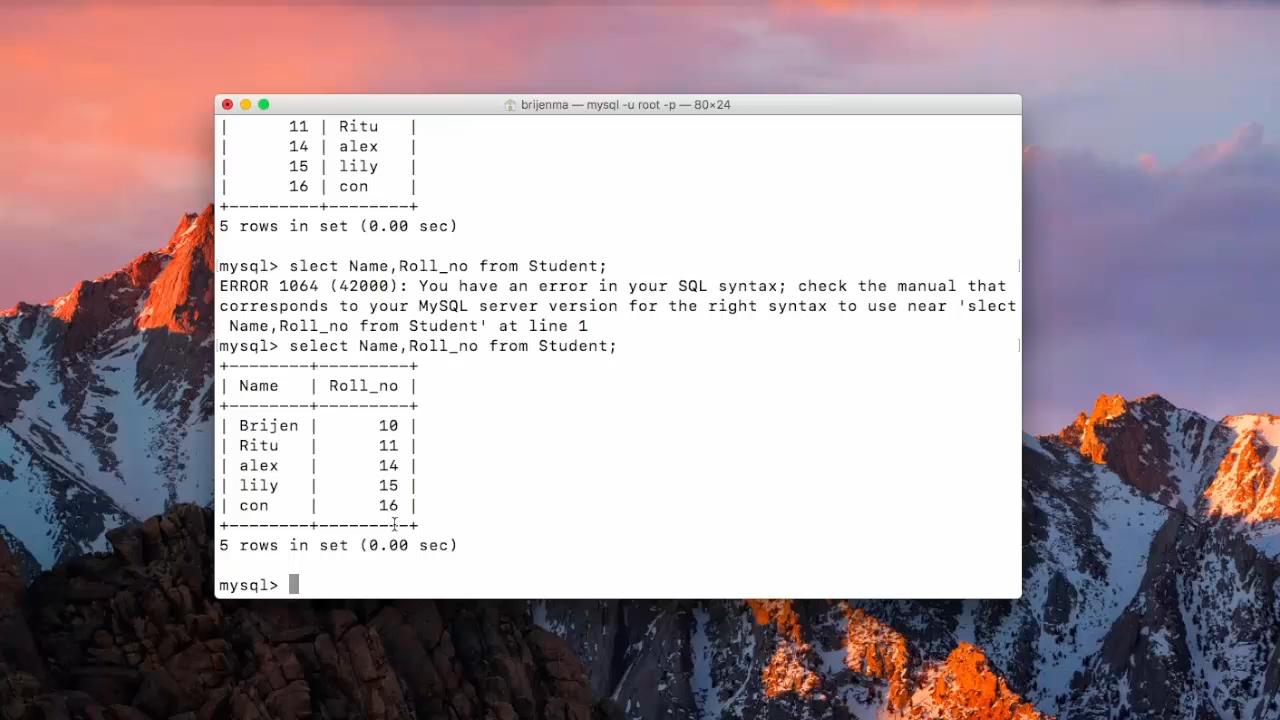 brijenma — mysql -u root -p — 80×24
|      11 | Ritu   |
|      14 | alex   |
|      15 | lily   |
|      16 | con    |
+---------+--------+
5 rows in set (0.00 sec)
mysql> slect Name,Roll_no from Student;
ERROR 1064 (42000): You have an error in your SQL syntax; check the manual that
corresponds to your MySQL server version for the right syntax to use near 'slect
 Name,Roll_no from Student' at line 1
mysql> select Name,Roll_no from Student;
+--------+---------+
| Name   | Roll_no |
+--------+---------+
| Brijen |      10 |
| Ritu   |      11 |
| alex   |      14 |
| lily   |      15 |
| con    |      16 |
+--------+---------+
5 rows in set (0.00 sec)
mysql>